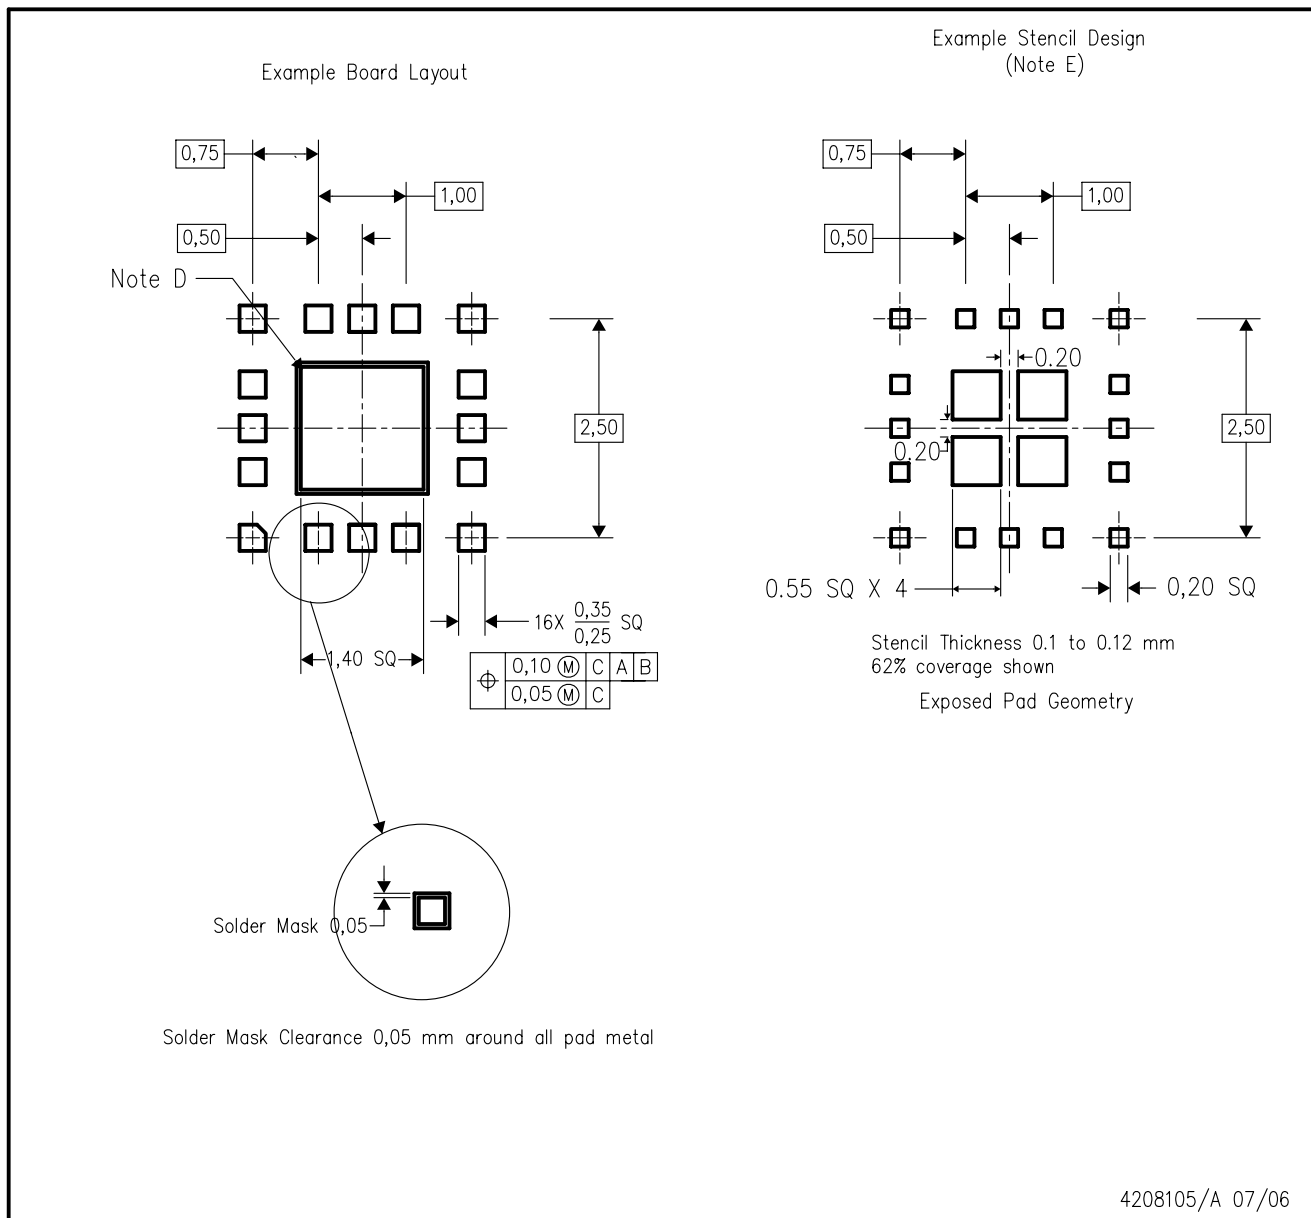 Example Board Layout
Example Stencil Design
(Note E)
0,75
1,00
0,50
Note D
2,50
1,40 SQ
16X 0,35
0,25 SQ
0,10 Ⓜ C A B
0,05 Ⓜ C
Solder Mask 0,05
Solder Mask Clearance 0,05 mm around all pad metal
0,75
1,00
0,50
0.20
0.20
2,50
0.55 SQ X 4
0,20 SQ
Stencil Thickness 0.1 to 0.12 mm
62% coverage shown
Exposed Pad Geometry
4208105/A 07/06